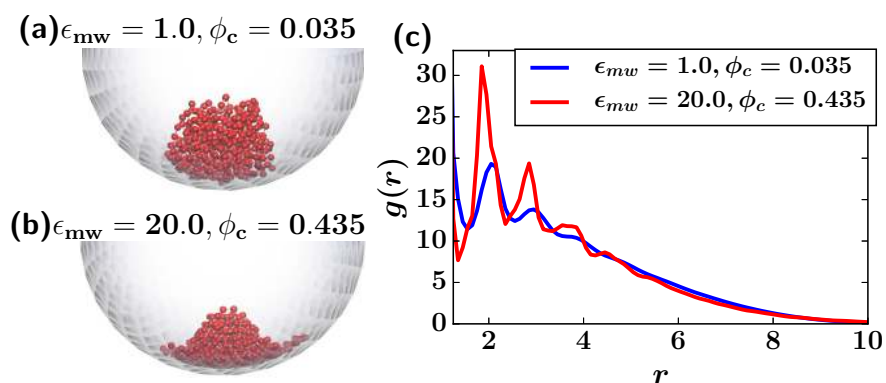 (a) ϵmw = 1.0, ϕc = 0.035
(b) ϵmw = 20.0, ϕc = 0.435
(c)
ϵmw = 1.0, ϕc = 0.035
ϵmw = 20.0, ϕc = 0.435
30
25
20
15
10
5
0
g(r)
2 4 6 8 10
r